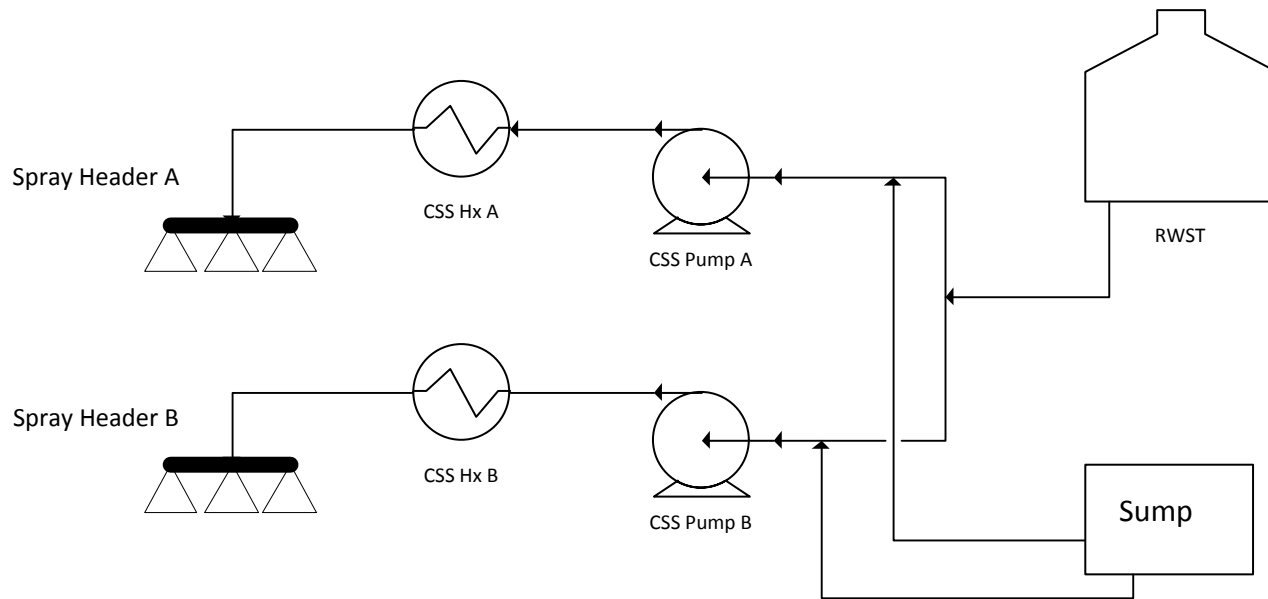 Spray Header A
CSS Hx A
CSS Pump A
RWST
Spray Header B
CSS Hx B
CSS Pump B
Sump